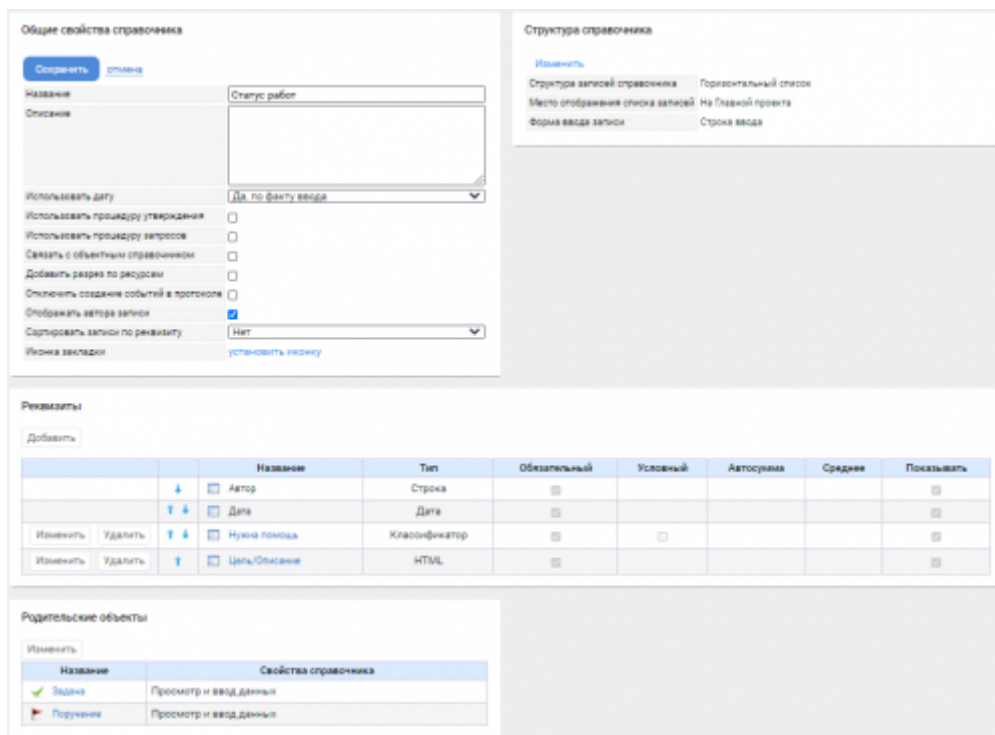 Общие свойства справочника
Сохранить отмена
Название Статус работ
Описание
Использовать дату Да, по факту ввода
Использовать процедуру утверждения
Использовать процедуру запросов
Связать с объектным справочником
Добавить разрез по ресурсам
Отключить создание событий в протоколе
Отображать автора записи
Сортировать записи по реквизиту Нет
Иконка закладки установить иконку
Структура справочника
Изменить
Структура записей справочника Горизонтальный список
Место отображения списка записей На Главной проекта
Форма ввода записи Строка ввода
Реквизиты
Добавить
Название Тип Обязательный Условный Автосумма Среднее Показывать
Автор Строка
Дата Дата
Изменить Удалить Нужна помощь Классификатор
Изменить Удалить Цель/Описание HTML
Родительские объекты
Изменить
Название Свойства справочника
Задача Просмотр и ввод данных
Поручение Просмотр и ввод данных